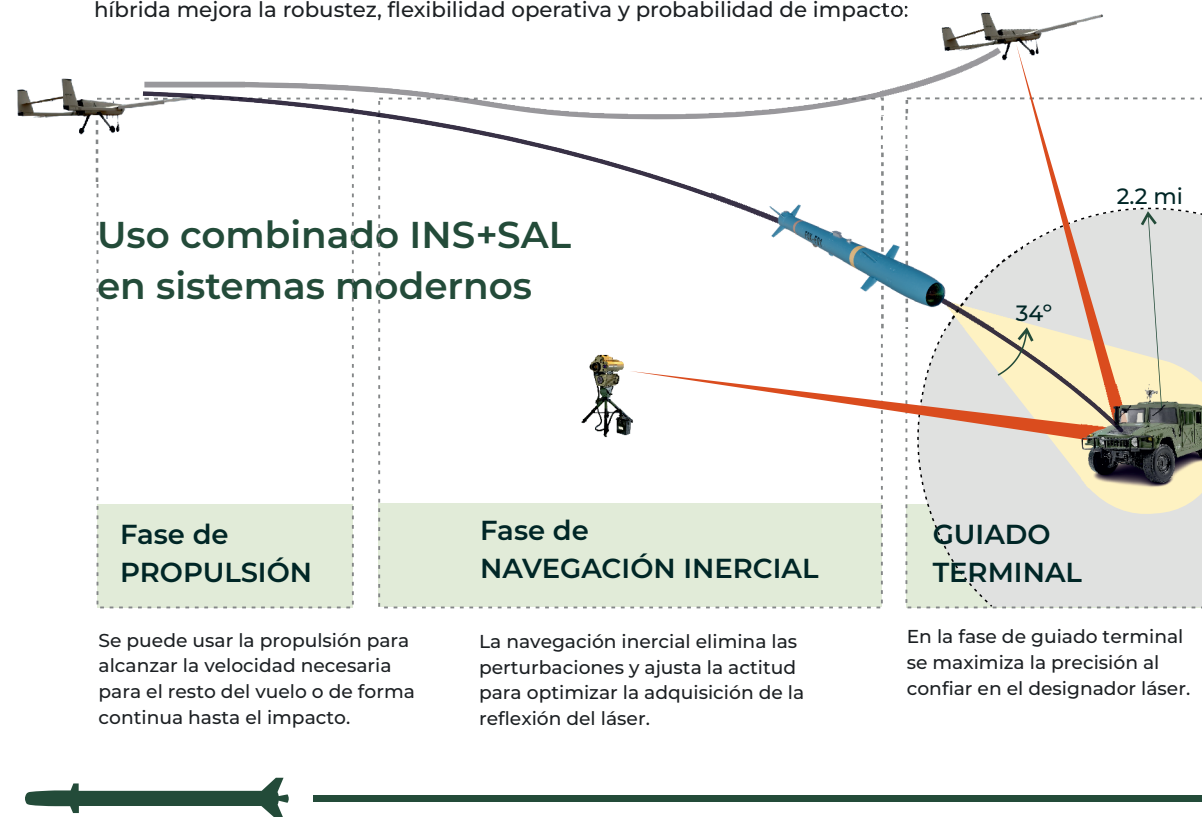 híbrida mejora la robustez, flexibilidad operativa y probabilidad de impacto:
2.2 mi
Uso combinado INS+SAL
en sistemas modernos
34º
Fase de
PROPULSIÓN
Fase de
NAVEGACIÓN INERCIAL
GUIADO
TERMINAL
Se puede usar la propulsión para
alcanzar la velocidad necesaria
para el resto del vuelo o de forma
continua hasta el impacto.
La navegación inercial elimina las
perturbaciones y ajusta la actitud
para optimizar la adquisición de la
reflexión del láser.
En la fase de guiado terminal
se maximiza la precisión al
confiar en el designador láser.